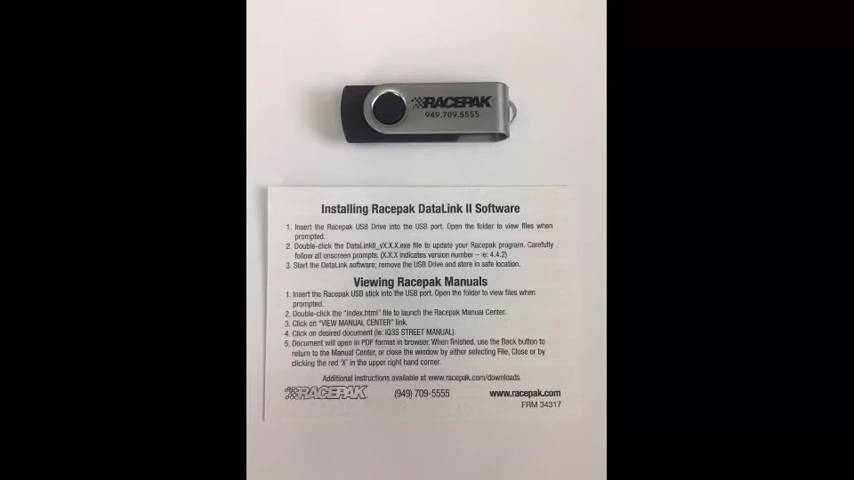 RACEPAK
949.709.5555
Installing Racepak DataLink II Software
1. Insert the Racepak USB Drive into the USB port. Open the folder to view files when
prompted.
2. Double-click the DataLinkII_vX.X.X.exe file to update your Racepak program. Carefully
follow all onscreen prompts. (X.X.X indicates version number – ie: 4.4.2)
3. Start the DataLink software; remove the USB Drive and store in safe location.
Viewing Racepak Manuals
1. Insert the Racepak USB stick into the USB port. Open the folder to view files when
prompted.
2. Double-click the "index.html" file to launch the Racepak Manual Center.
3. Click on "VIEW MANUAL CENTER" link.
4. Click on desired document (ie: IQ3S STREET MANUAL).
5. Document will open in PDF format in browser. When finished, use the Back button to
return to the Manual Center, or close the window by either selecting File, Close or by
clicking the red 'X' in the upper right hand corner.
Additional instructions available at www.racepak.com/downloads
RACEPAK (949) 709-5555 www.racepak.com
FRM 34317